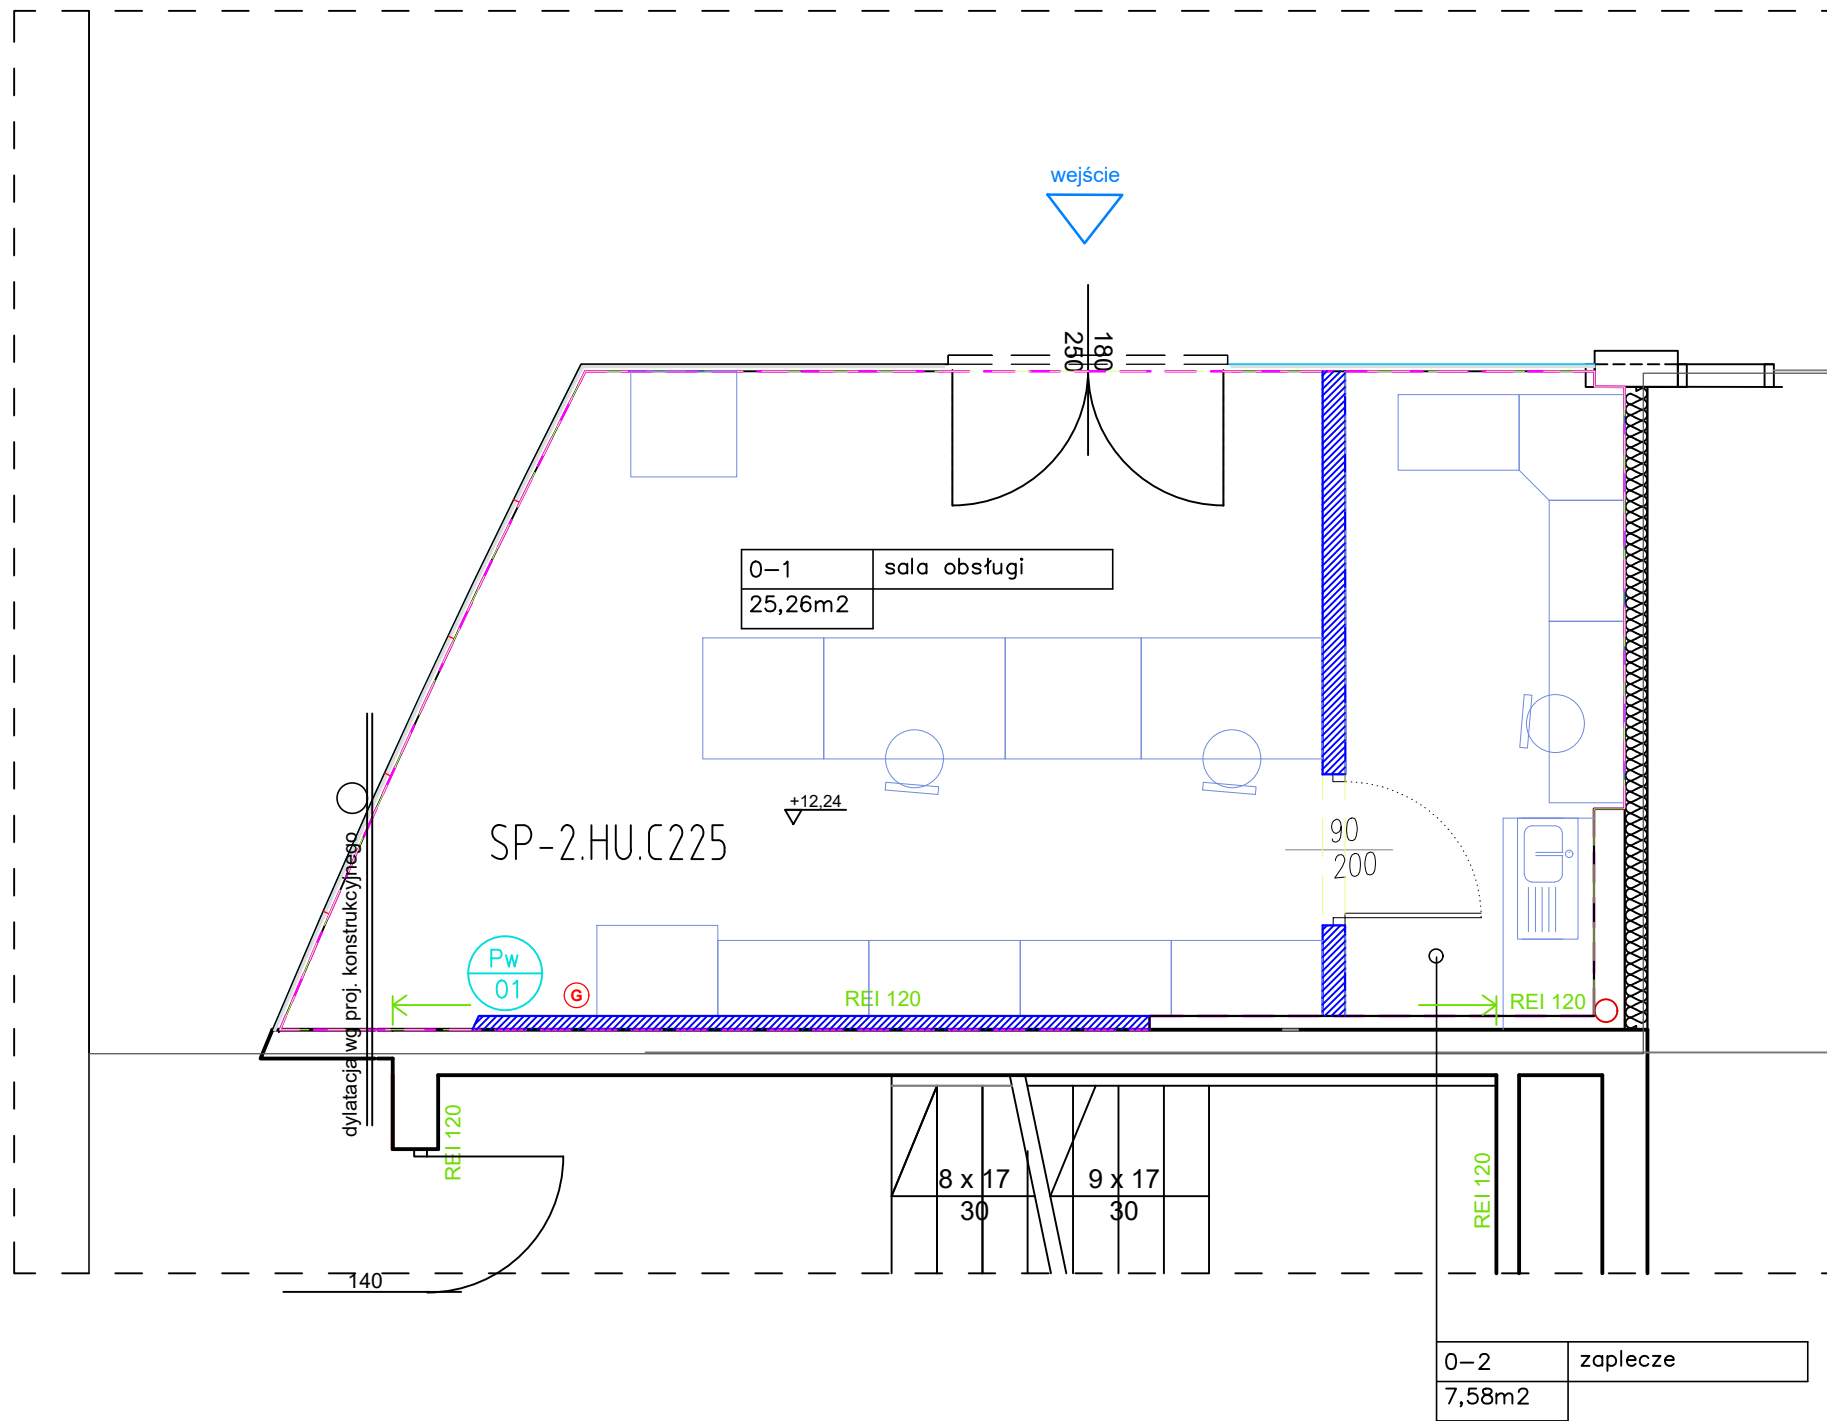 wejście
180
250
0-1 sala obsługi
25,26m2
+12,24
SP-2.HU.C225
90
200
dylatacja wg proj. konstrukcyjnego
Pw
01
G
REI 120
REI 120
REI 120
REI 120
8 x 17
30
9 x 17
30
140
0-2 zaplecze
7,58m2